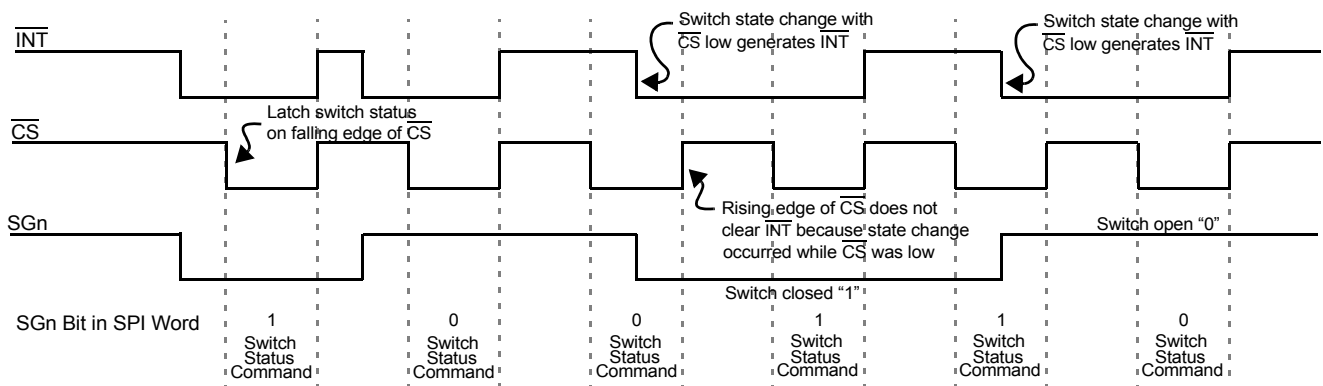 INT
Switch state change with
CS low generates INT
Switch state change with
CS low generates INT
CS
Latch switch status
on falling edge of CS
SGn
Rising edge of CS does not
clear INT because state change
occurred while CS was low
Switch open “0”
Switch closed “1”
SGn Bit in SPI Word
1
Switch
Status
Command
0
Switch
Status
Command
0
Switch
Status
Command
1
Switch
Status
Command
1
Switch
Status
Command
0
Switch
Status
Command